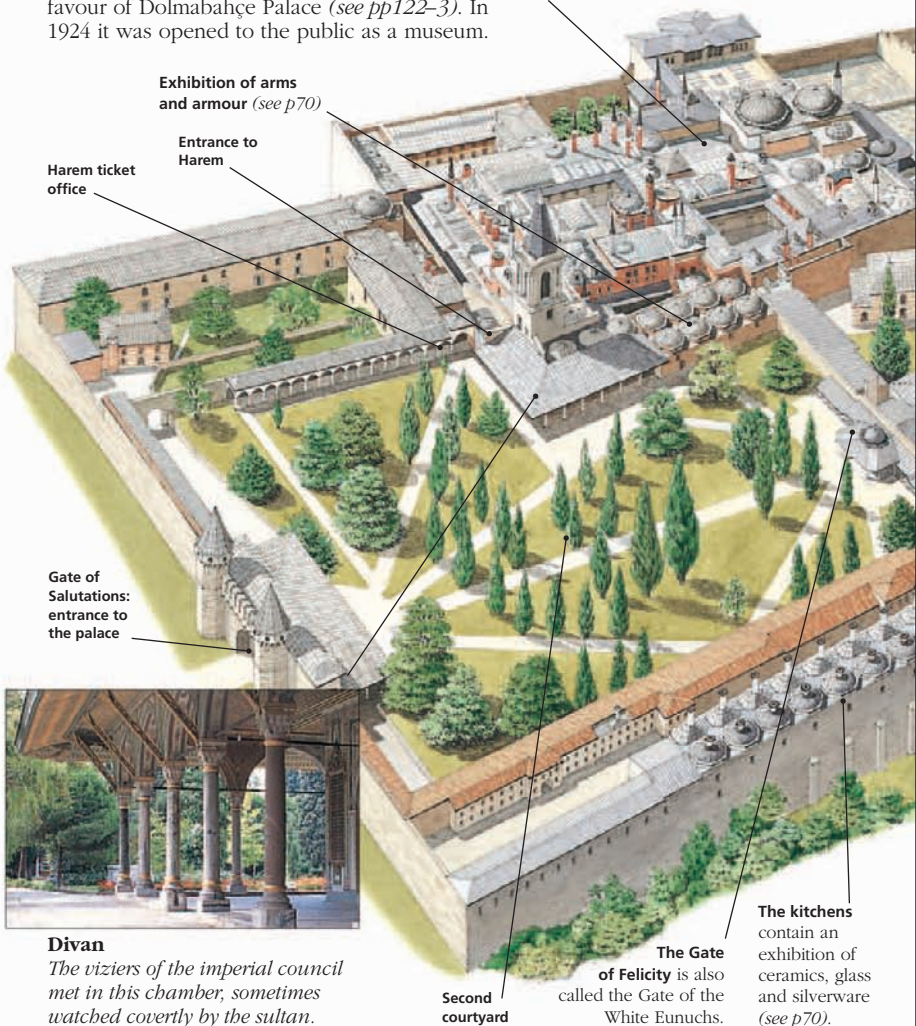 favour of Dolmabahçe Palace (see pp122–3). In
1924 it was opened to the public as a museum.
Exhibition of arms
and armour (see p70)
Entrance to
Harem
Harem ticket
office
Gate of
Salutations:
entrance to
the palace
Divan
The viziers of the imperial council
met in this chamber, sometimes
watched covertly by the sultan.
Second
courtyard
The Gate
of Felicity is also
called the Gate of the
White Eunuchs.
The kitchens
contain an
exhibition of
ceramics, glass
and silverware
(see p70).